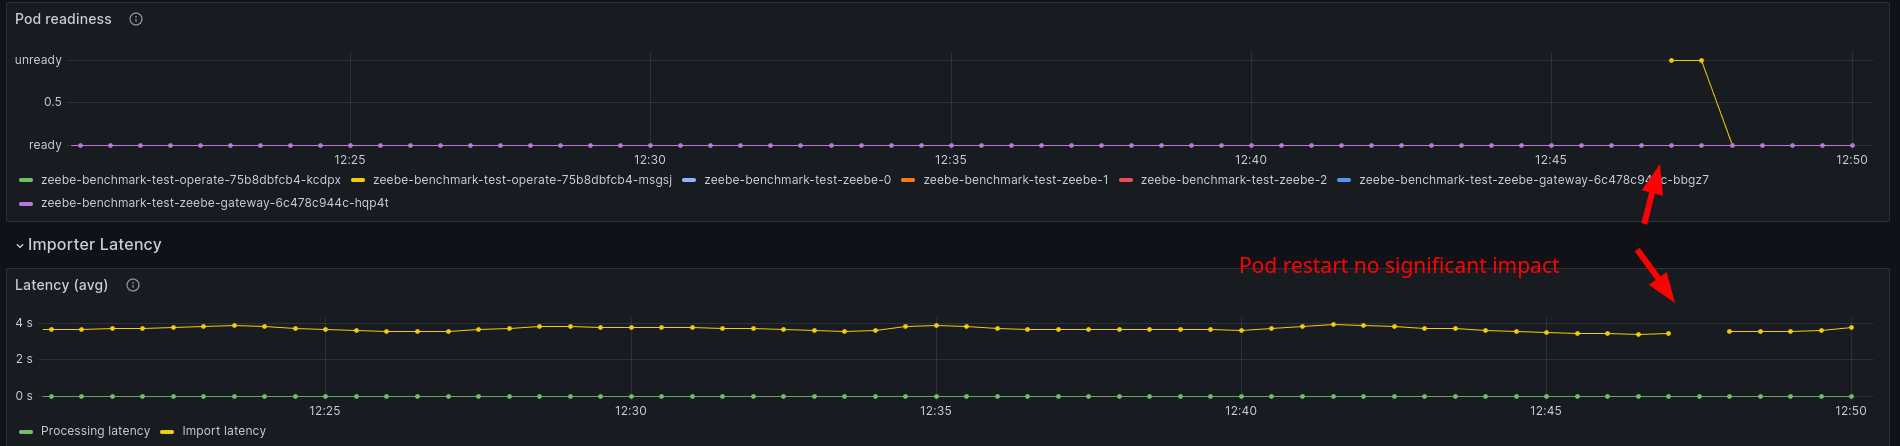 Pod readiness
unready
0.5
ready
12:25 12:30 12:35 12:40 12:45 12:50
zeebe-benchmark-test-operate-75b8dbfcb4-kcdpx zeebe-benchmark-test-operate-75b8dbfcb4-msgsj zeebe-benchmark-test-zeebe-0 zeebe-benchmark-test-zeebe-1 zeebe-benchmark-test-zeebe-2 zeebe-benchmark-test-zeebe-gateway-6c478c944c-bbgz7
zeebe-benchmark-test-zeebe-gateway-6c478c944c-hqp4t
Importer Latency
Pod restart no significant impact
Latency (avg)
4 s
2 s
0 s
12:25 12:30 12:35 12:40 12:45 12:50
Processing latency Import latency